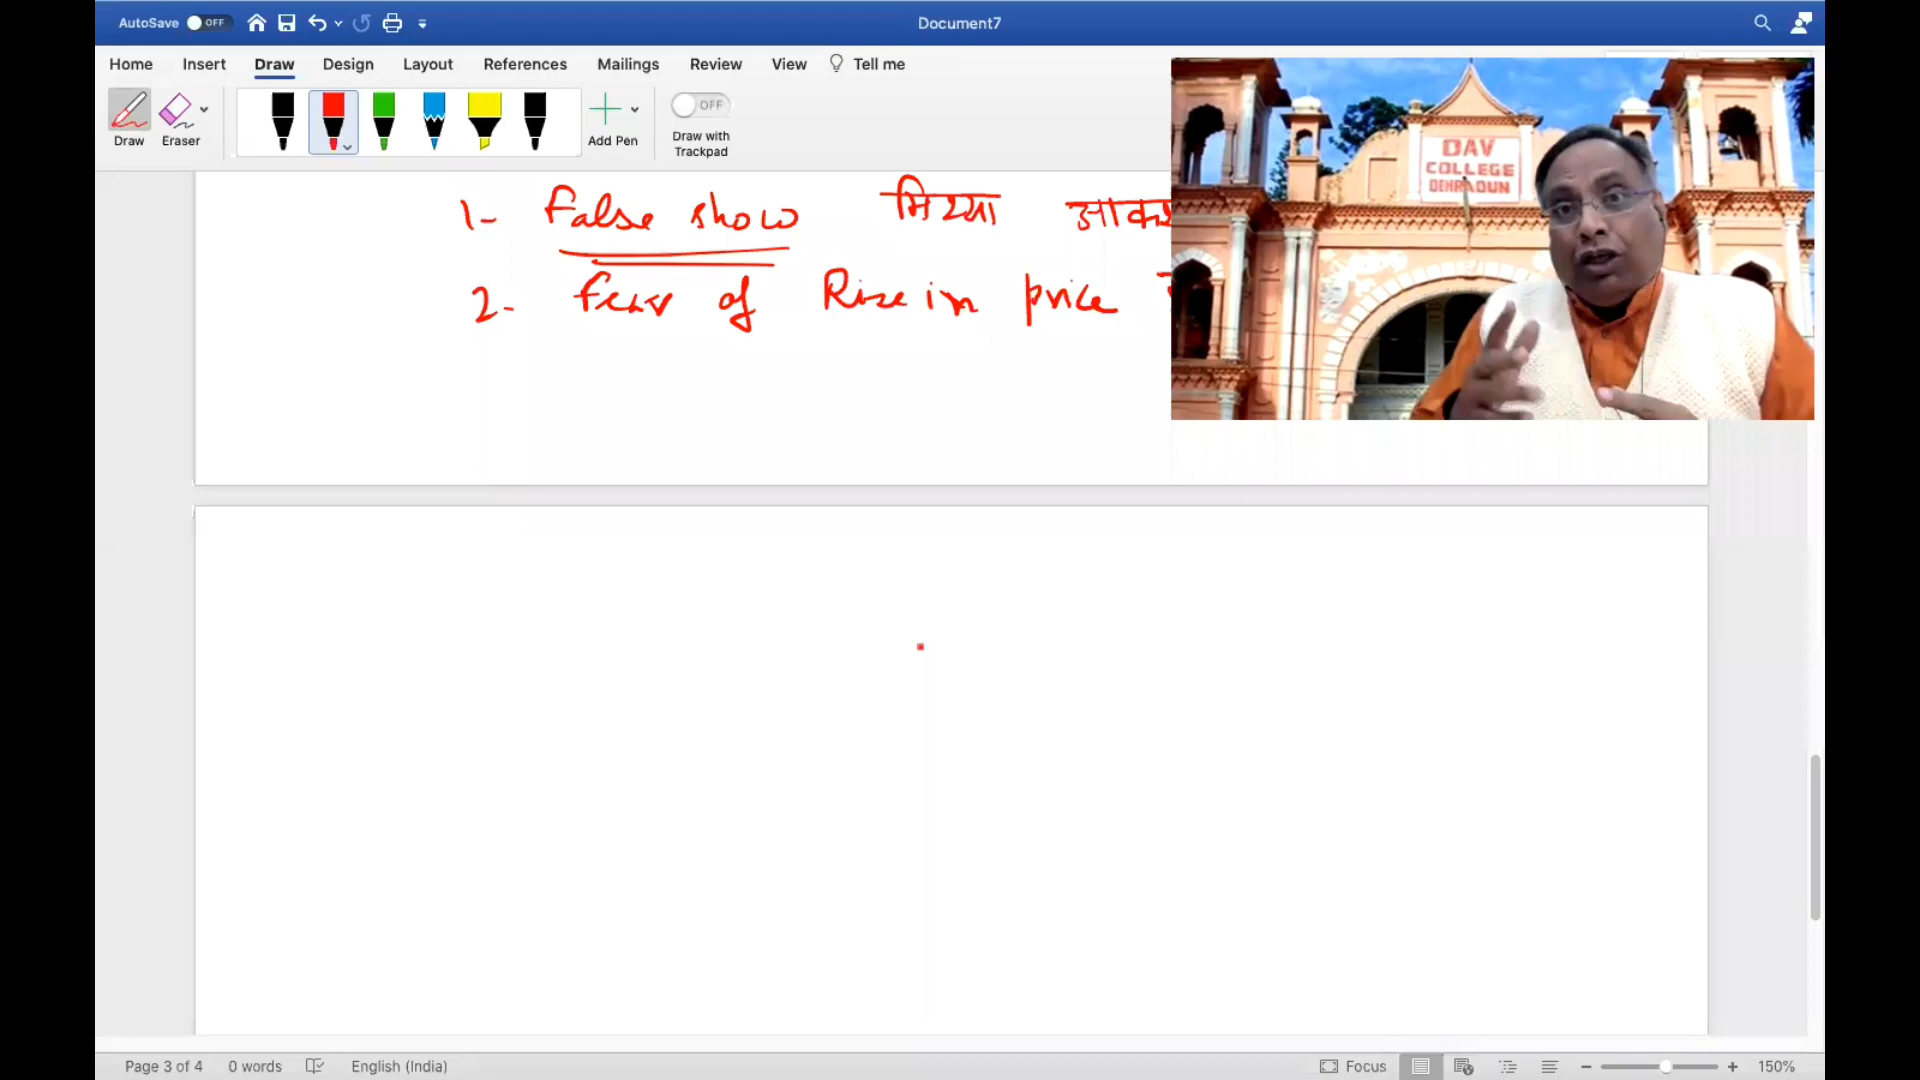 AutoSave OFF Document7
Home Insert Draw Design Layout References Mailings Review View Tell me
OFF
Draw Eraser Add Pen Draw with
Trackpad
DAV
COLLEGE
DEHRADUN
1- False show मिथ्या
2- fear of Rise in price
Page 3 of 4 0 words English (India) Focus 150%